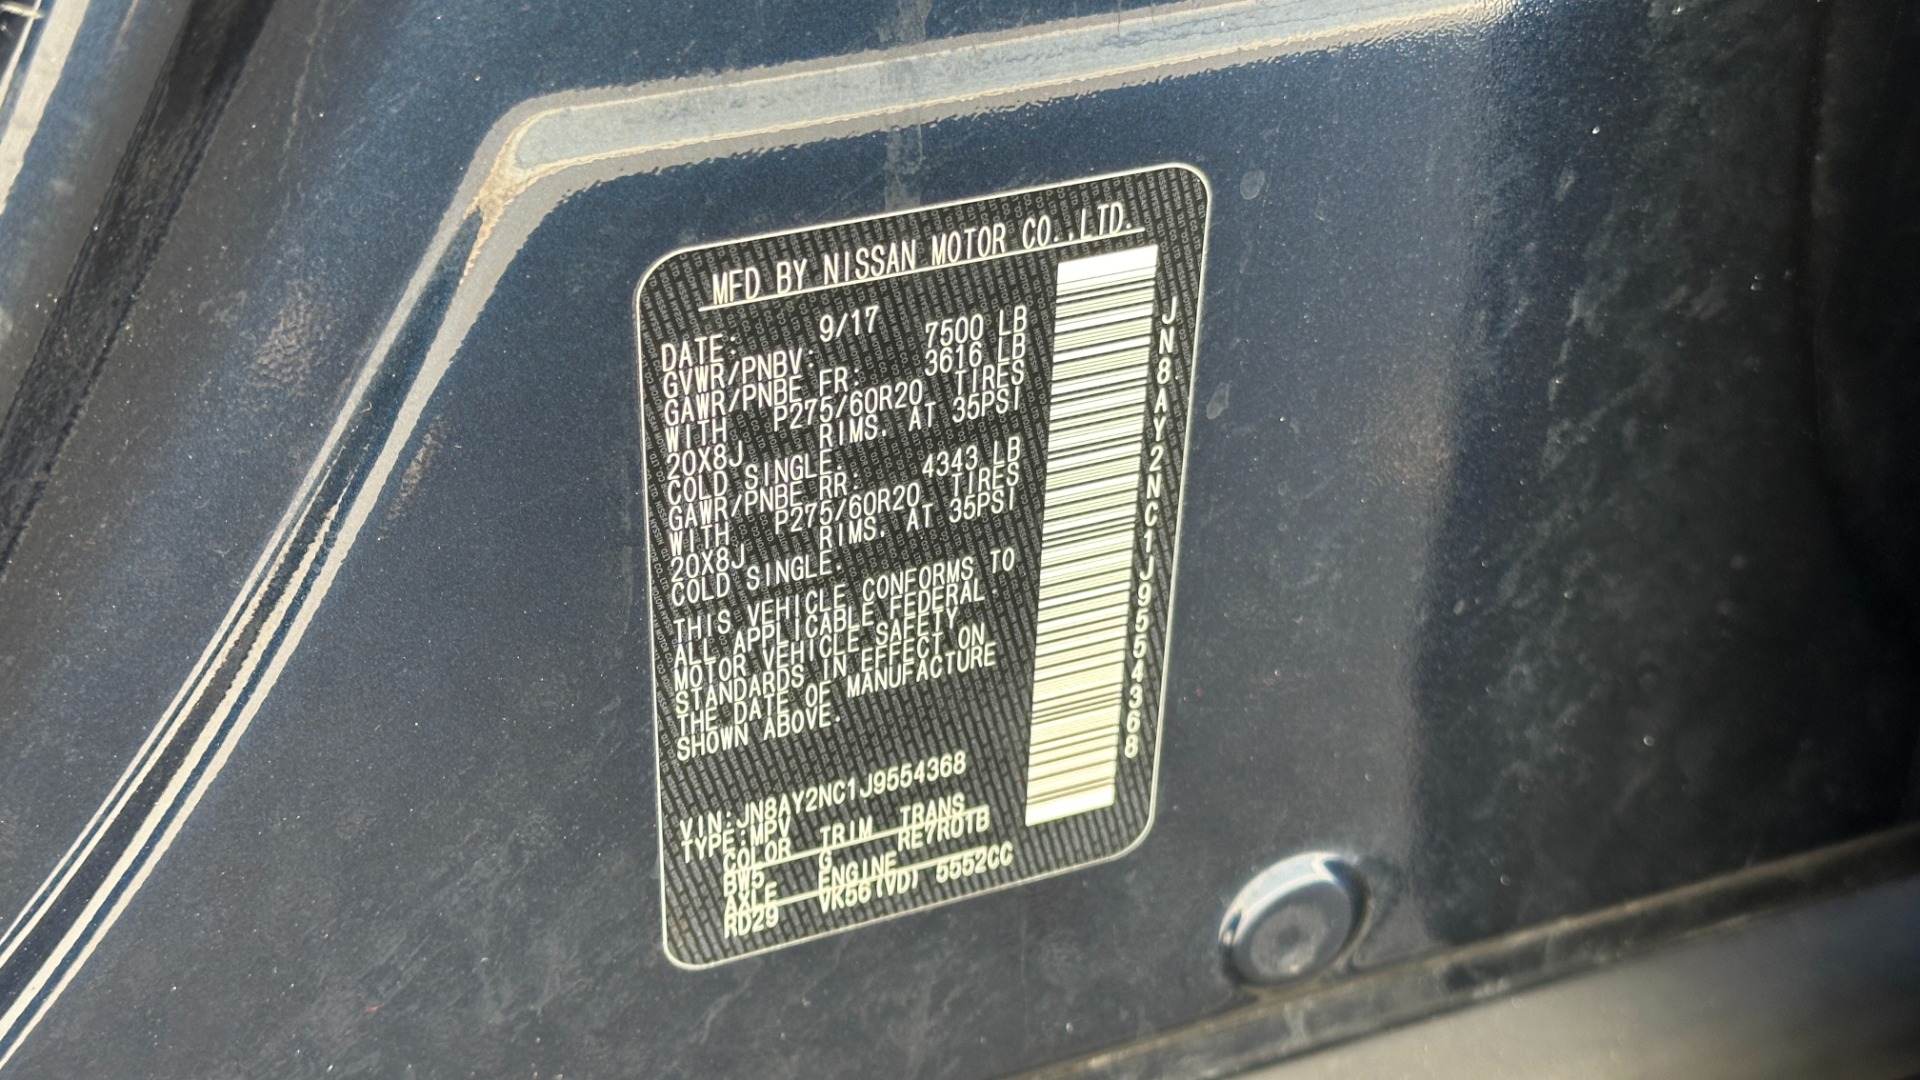 MFD BY NISSAN MOTOR CO.,LTD.
DATE: 9/17
GVWR/PNBV: 7500 LB
GAWR/PNBE FR: 3616 LB
WITH P275/60R20 TIRES
20X8J RIMS, AT 35PSI
COLD SINGLE.
GAWR/PNBE RR: 4343 LB
WITH P275/60R20 TIRES
20X8J RIMS, AT 35PSI
COLD SINGLE.
THIS VEHICLE CONFORMS TO
ALL APPLICABLE FEDERAL
MOTOR VEHICLE SAFETY
STANDARDS IN EFFECT ON
THE DATE OF MANUFACTURE
SHOWN ABOVE.
VIN:JN8AY2NC1J9554368
TYPE:MPV
COLOR TRIM TRANS
BW5 G RE7R01B
AXLE ENGINE
RD29 VK56(VD) 5552CC
JN8AY2NC1J9554368